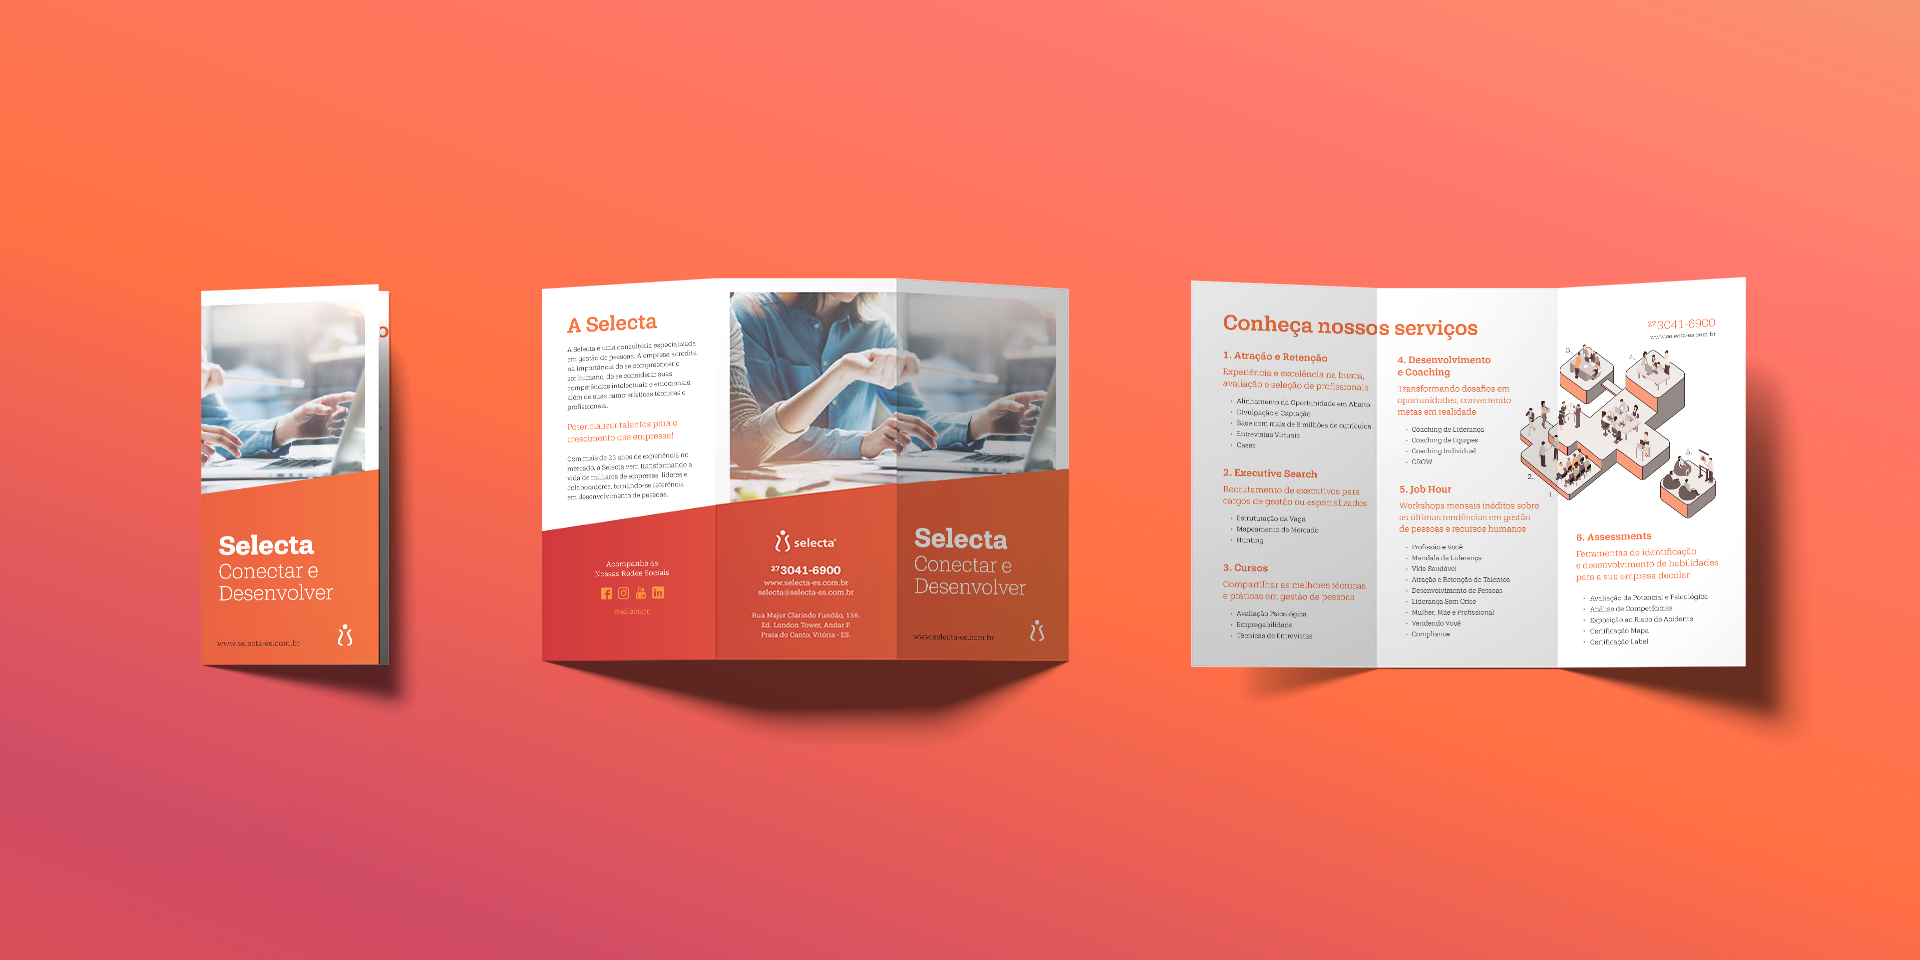 Selecta
Conectar e
Desenvolver
www.selecta-es.com.br
A Selecta
A Selecta é uma consultoria especializada
em gestão de pessoas. A empresa acredita
na importância de se compreender o
ser humano, de se considerar suas
competências intelectuais e emocionais,
além de suas características técnicas e
profissionais.
Potencializar talentos para o
crescimento das empresas!
Com mais de 23 anos de experiência no
mercado, a Selecta vem transformando a
vida de milhares de empresas, líderes e
colaboradores, tornando-se referência
em desenvolvimento de pessoas.
Acompanhe as
Nossas Redes Sociais
selecta
27 3041-6900
www.selecta-es.com.br
selecta@selecta-es.com.br
Rua Major Clarindo Fundão, 156.
Ed. London Tower, Andar P.
Praia do Canto, Vitória - ES.
Selecta
Conectar e
Desenvolver
www.selecta-es.com.br
Conheça nossos serviços
1. Atração e Retenção
Experiência e excelência na busca,
avaliação e seleção de profissionais
• Alinhamento da Oportunidade em Aberto
• Divulgação e Captação
• Base com mais de 8 milhões de currículos
• Entrevistas Virtuais
• Cases
2. Executive Search
Recrutamento de executivos para
cargos de gestão ou especializados
• Estruturação da Vaga
• Mapeamento de Mercado
• Hunting
3. Cursos
Compartilhar as melhores técnicas
e práticas em gestão de pessoas
• Avaliação Psicológica
• Empregabilidade
• Técnicas de Entrevistas
4. Desenvolvimento
e Coaching
Transformando desafios em
oportunidades, convertendo
metas em realidade
• Coaching de Liderança
• Coaching de Equipes
• Coaching Individual
• GROW
5. Job Hour
Workshops mensais inéditos sobre
as últimas tendências em gestão
de pessoas e recursos humanos
• Profissão e Você
• Mandala da Liderança
• Vida Saudável
• Atração e Retenção de Talentos
• Desenvolvimento de Pessoas
• Liderança Sem Crise
• Mulher, Mãe e Profissional
• Vendendo Você
• Compliance
27 3041-6900
www.selecta-es.com.br
3.
4.
5.
2.
1.
6. Assessments
Ferramentas de identificação
e desenvolvimento de habilidades
para a sua empresa decolar
• Avaliação de Potencial e Psicológica
• Análise de Competências
• Exposição ao Risco de Acidente
• Certificação Mapa
• Certificação Label